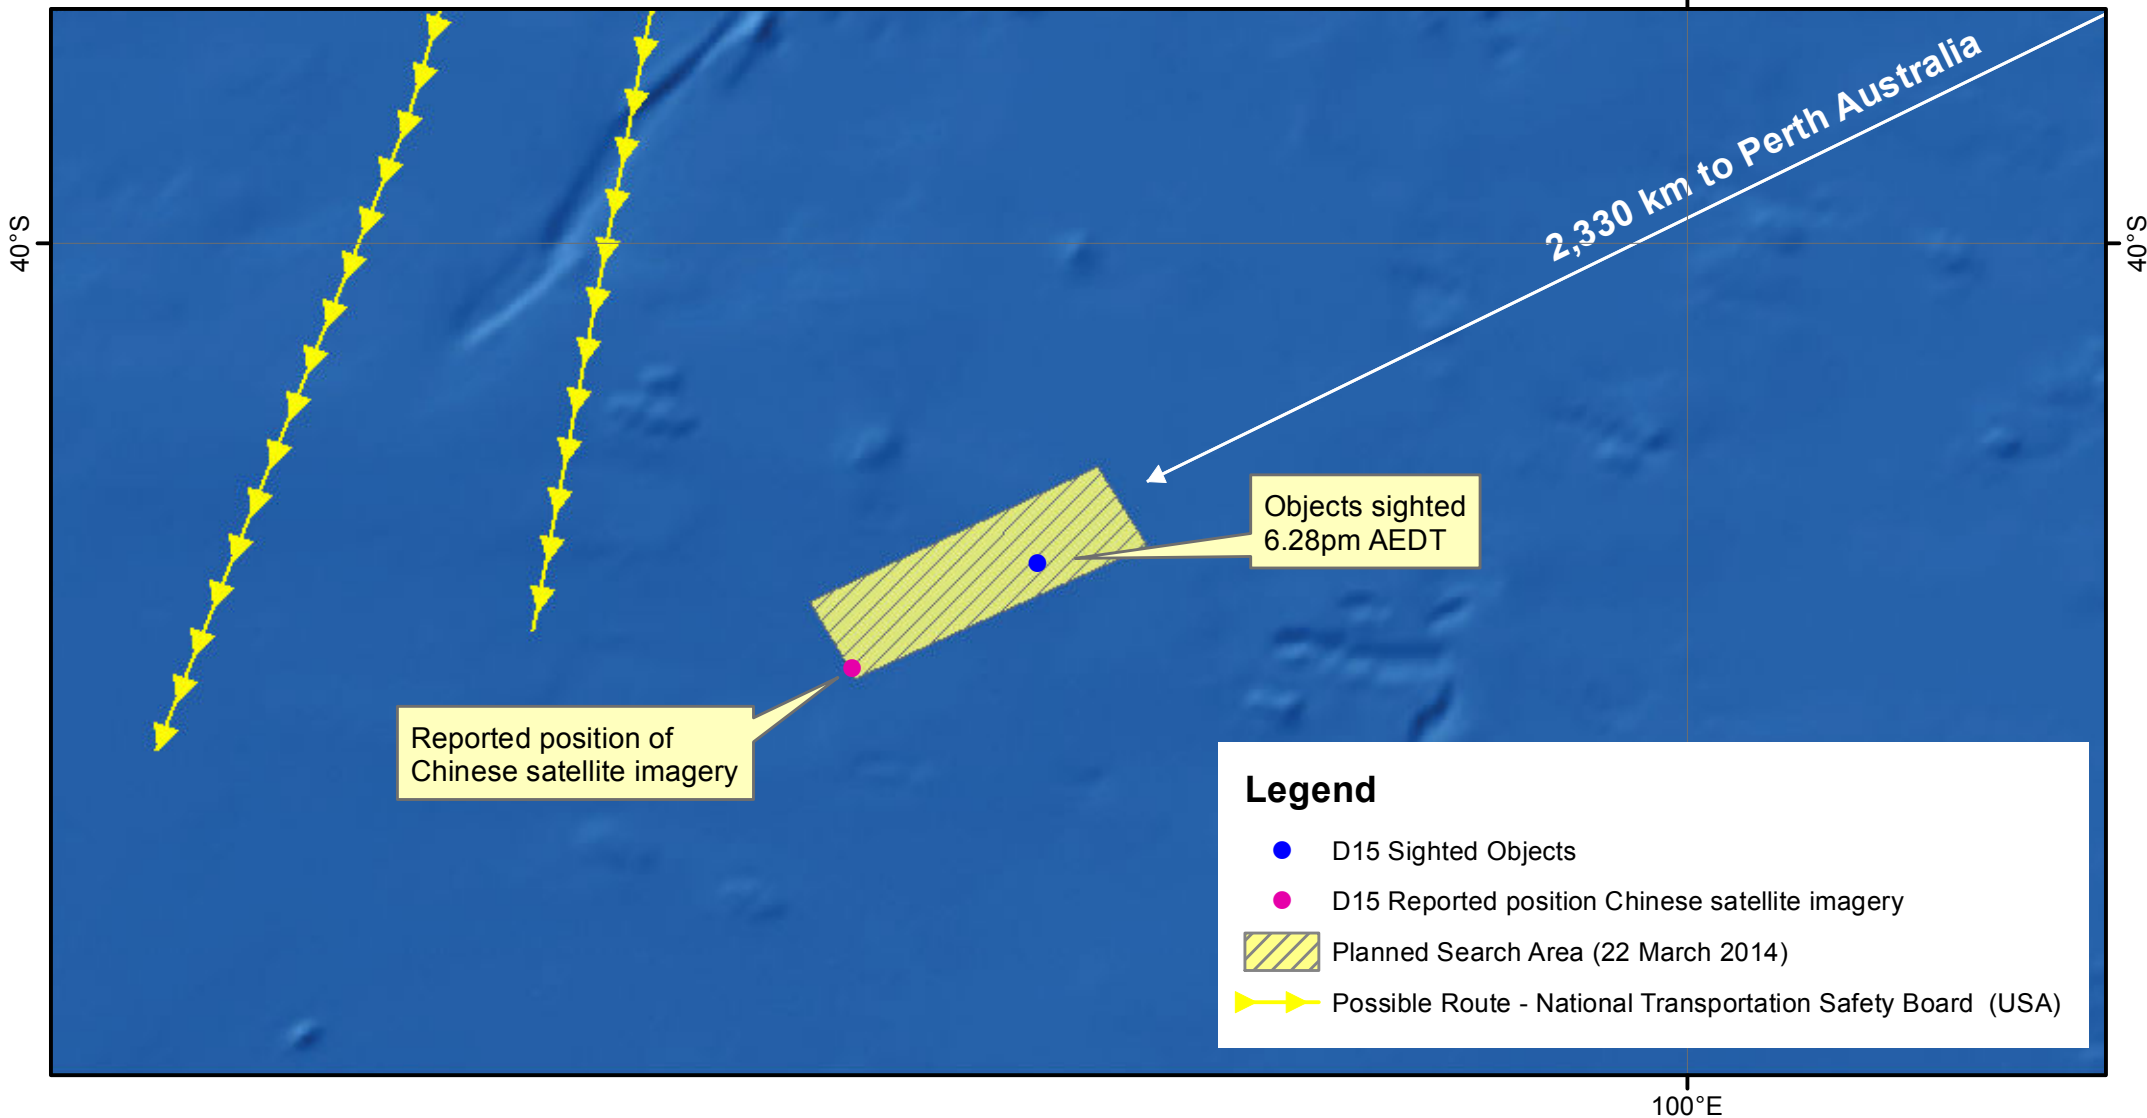 2,330 km to Perth Australia
40°S
40°S
Objects sighted
6.28pm AEDT
Reported position of
Chinese satellite imagery
Legend
D15 Sighted Objects
D15 Reported position Chinese satellite imagery
Planned Search Area (22 March 2014)
Possible Route - National Transportation Safety Board (USA)
100°E